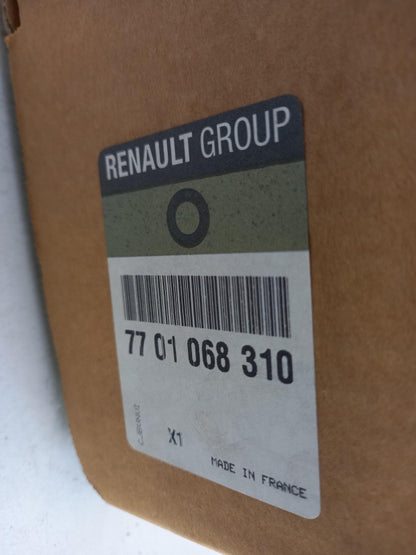 RENAULT GROUP
77 01 068 310
X1
MADE IN FRANCE